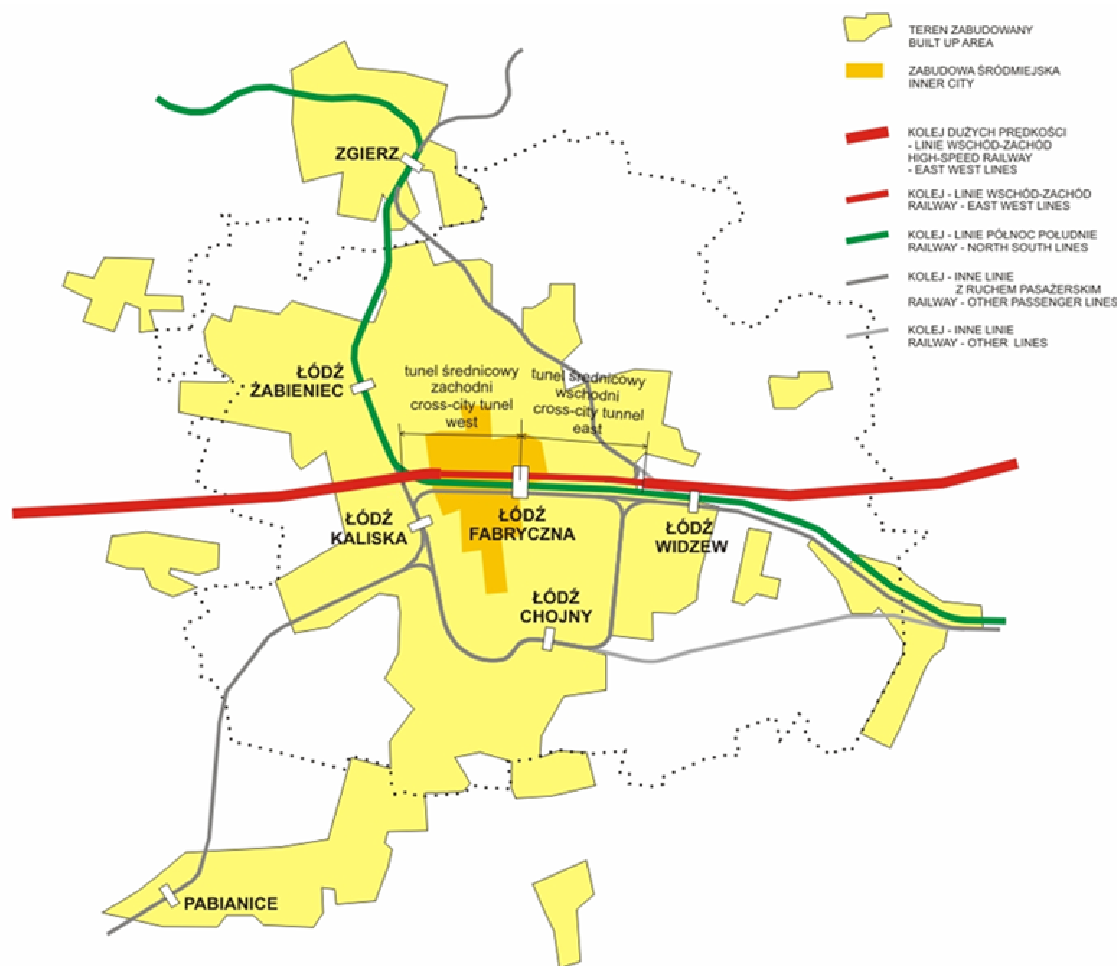 TEREN ZABUDOWANY
BUILT UP AREA
ZABUDOWA ŚRÓDMIEJSKA
INNER CITY
KOLEJ DUŻYCH PRĘDKOŚCI
- LINIE WSCHÓD-ZACHÓD
HIGH-SPEED RAILWAY
- EAST WEST LINES
KOLEJ - LINIE WSCHÓD-ZACHÓD
RAILWAY - EAST WEST LINES
KOLEJ - LINIE PÓŁNOC POŁUDNIE
RAILWAY - NORTH SOUTH LINES
KOLEJ - INNE LINIE
Z RUCHEM PASAŻERSKIM
RAILWAY - OTHER PASSENGER LINES
KOLEJ - INNE LINIE
RAILWAY - OTHER LINES
ZGIERZ
ŁÓDŹ
ŻABIENIEC
tunel średnicowy
zachodni
cross-city tunel
west
tunel średnicowy
wschodni
cross-city tunnel
east
ŁÓDŹ
KALISKA
ŁÓDŹ
FABRYCZNA
ŁÓDŹ
WIDZEW
ŁÓDŹ
CHOJNY
PABIANICE